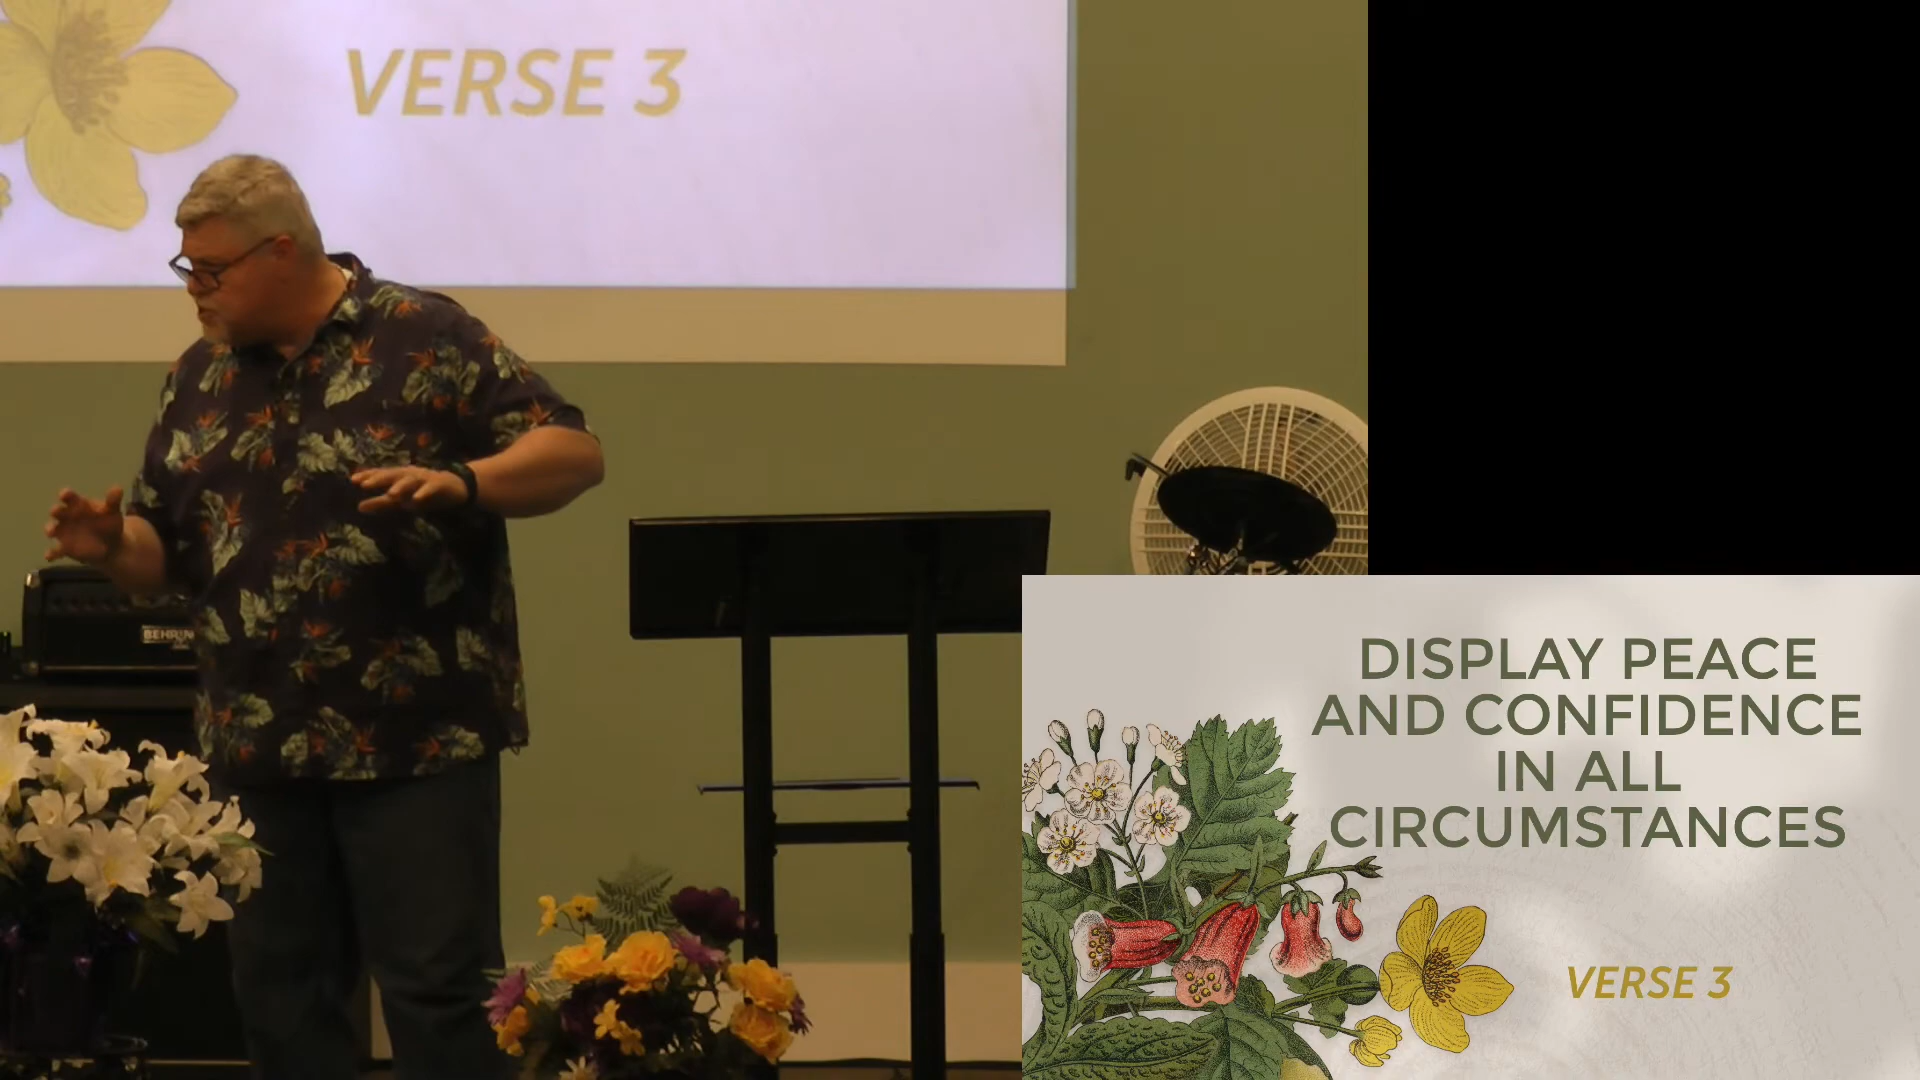 VERSE 3
DISPLAY PEACE
AND CONFIDENCE
IN ALL
CIRCUMSTANCES
VERSE 3